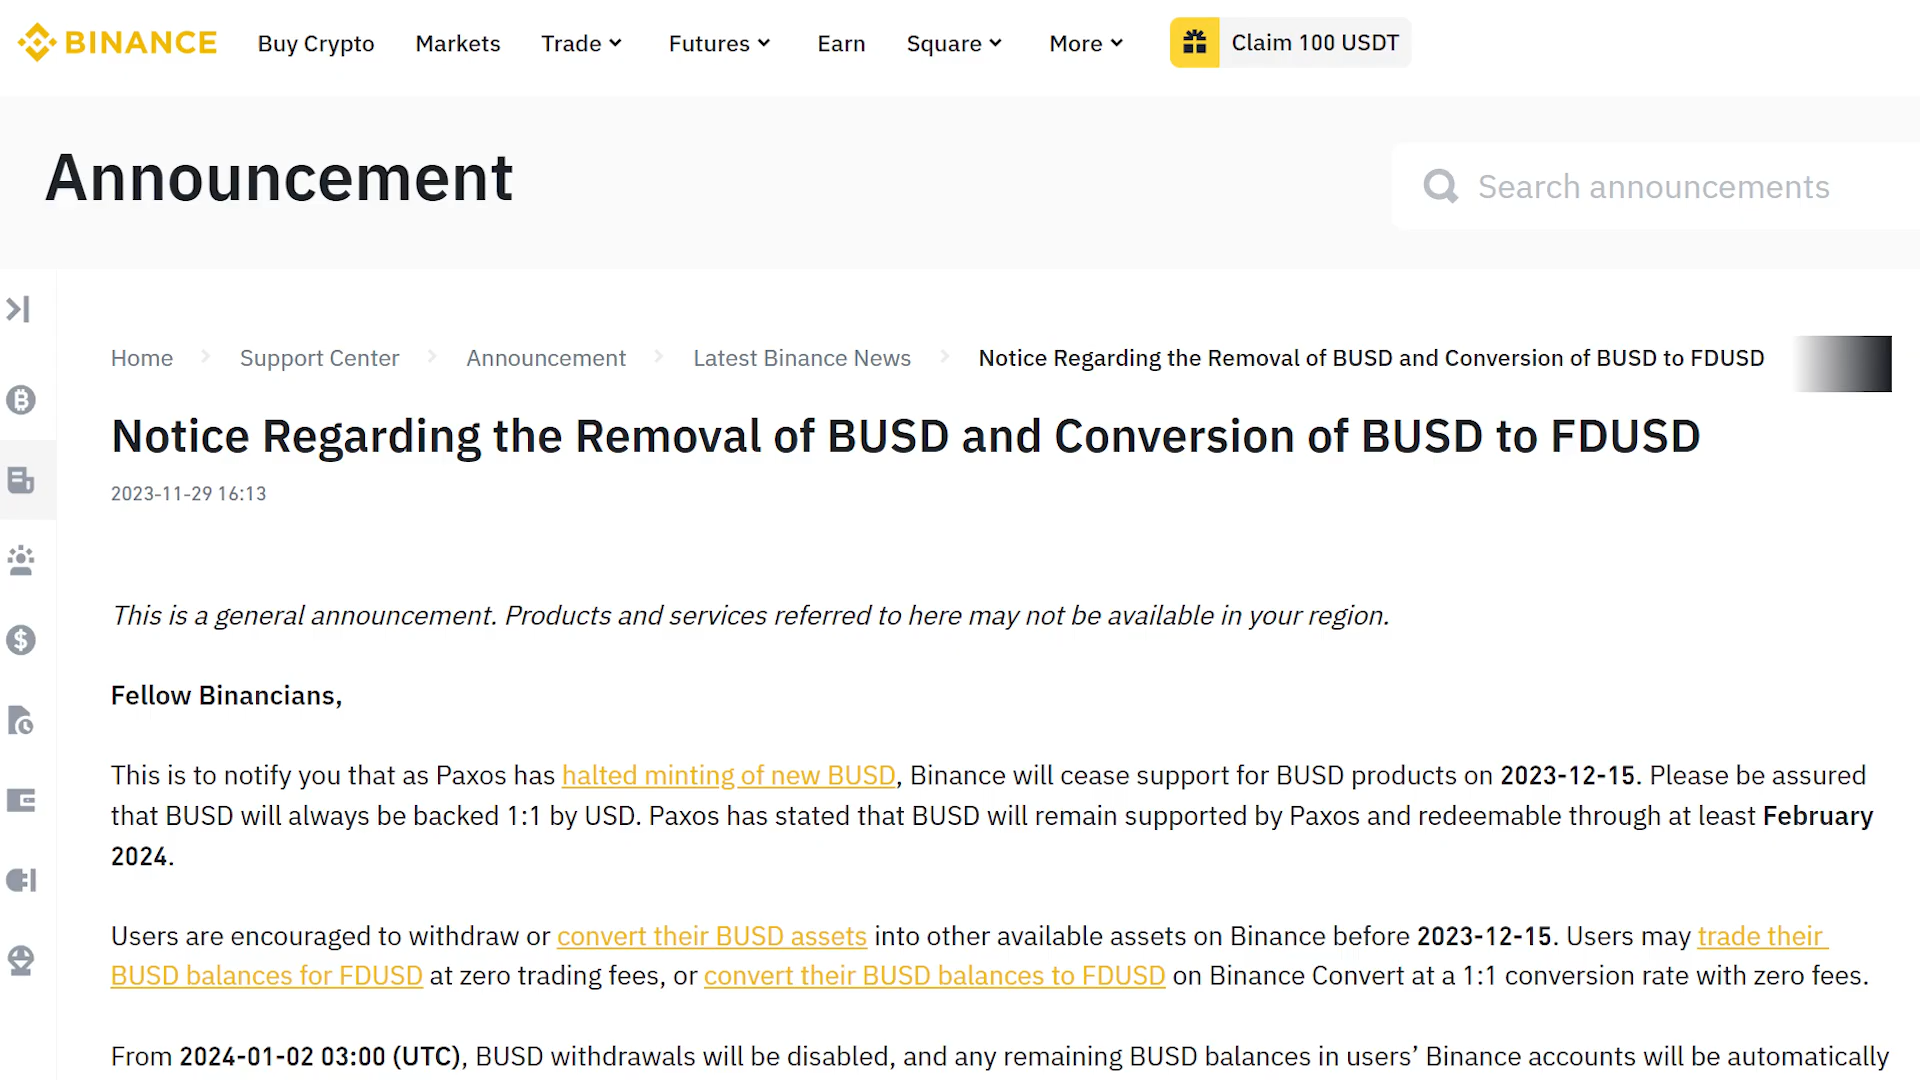 BINANCE Buy Crypto Markets Trade Futures Earn Square More Claim 100 USDT
Announcement
Search announcements
Home Support Center Announcement Latest Binance News Notice Regarding the Removal of BUSD and Conversion of BUSD to FDUSD
Notice Regarding the Removal of BUSD and Conversion of BUSD to FDUSD
2023-11-29 16:13
This is a general announcement. Products and services referred to here may not be available in your region.
Fellow Binancians,
This is to notify you that as Paxos has halted minting of new BUSD, Binance will cease support for BUSD products on 2023-12-15. Please be assured
that BUSD will always be backed 1:1 by USD. Paxos has stated that BUSD will remain supported by Paxos and redeemable through at least February
2024.
Users are encouraged to withdraw or convert their BUSD assets into other available assets on Binance before 2023-12-15. Users may trade their
BUSD balances for FDUSD at zero trading fees, or convert their BUSD balances to FDUSD on Binance Convert at a 1:1 conversion rate with zero fees.
From 2024-01-02 03:00 (UTC), BUSD withdrawals will be disabled, and any remaining BUSD balances in users’ Binance accounts will be automatically